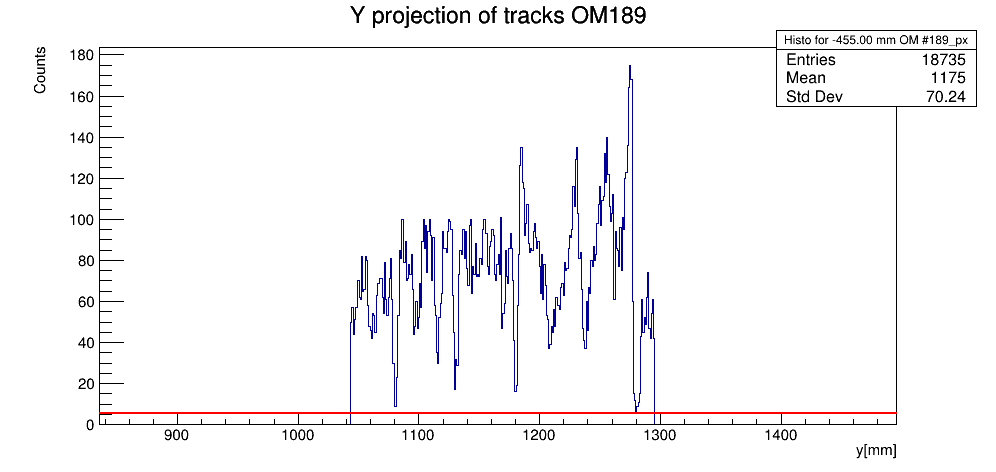 Y projection of tracks OM189
Histo for -455.00 mm OM #189_px
Entries 18735
Mean 1175
Std Dev 70.24
Counts
180
160
140
120
100
80
60
40
20
0
900 1000 1100 1200 1300 1400
y[mm]